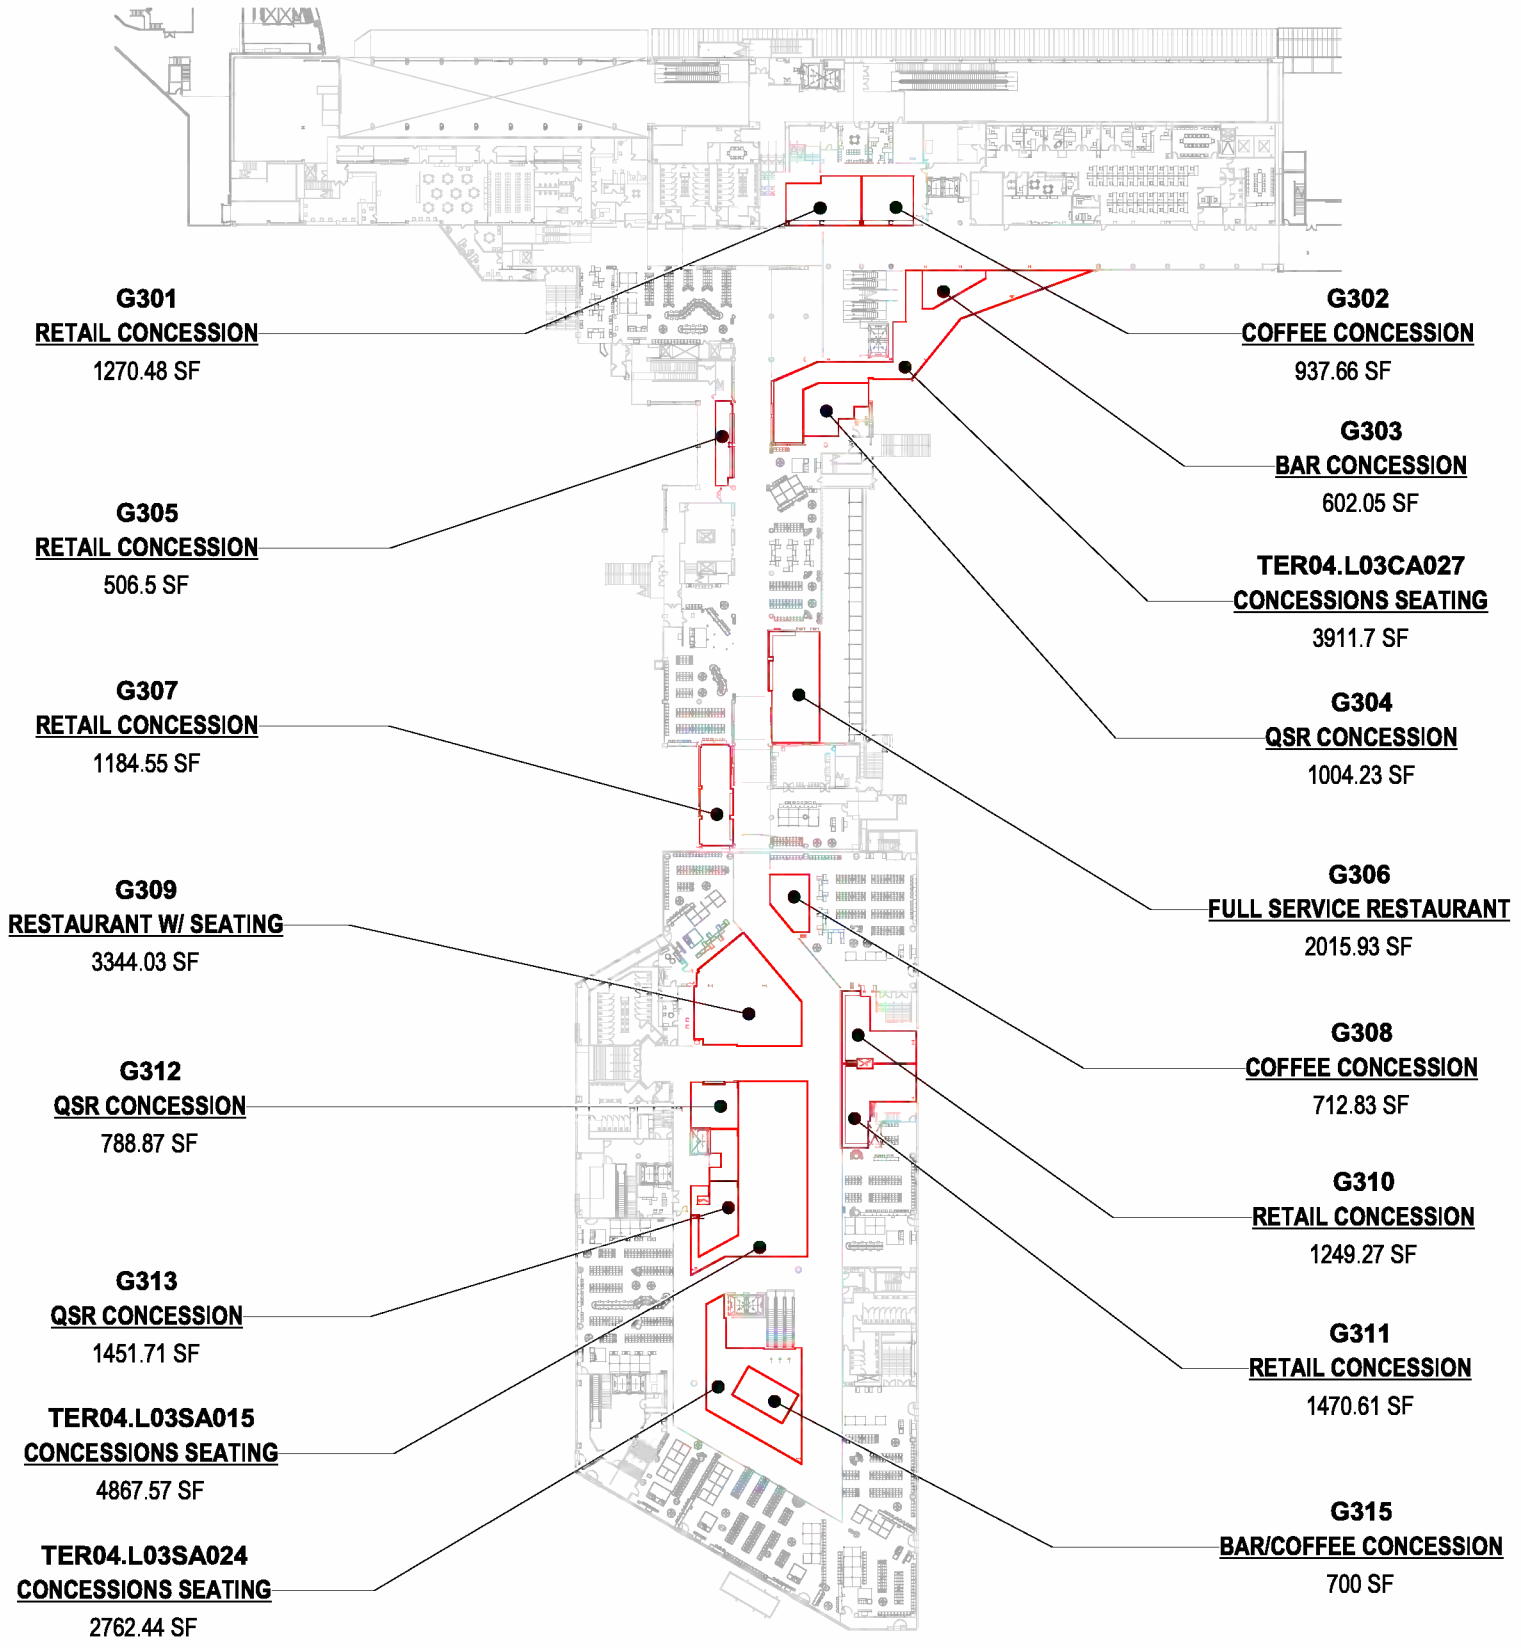 G301
RETAIL CONCESSION
1270.48 SF
G305
RETAIL CONCESSION
506.5 SF
G307
RETAIL CONCESSION
1184.55 SF
G309
RESTAURANT W/ SEATING
3344.03 SF
G312
QSR CONCESSION
788.87 SF
G313
QSR CONCESSION
1451.71 SF
TER04.L03SA015
CONCESSIONS SEATING
4867.57 SF
TER04.L03SA024
CONCESSIONS SEATING
2762.44 SF
G302
COFFEE CONCESSION
937.66 SF
G303
BAR CONCESSION
602.05 SF
TER04.L03CA027
CONCESSIONS SEATING
3911.7 SF
G304
QSR CONCESSION
1004.23 SF
G306
FULL SERVICE RESTAURANT
2015.93 SF
G308
COFFEE CONCESSION
712.83 SF
G310
RETAIL CONCESSION
1249.27 SF
G311
RETAIL CONCESSION
1470.61 SF
G315
BAR/COFFEE CONCESSION
700 SF